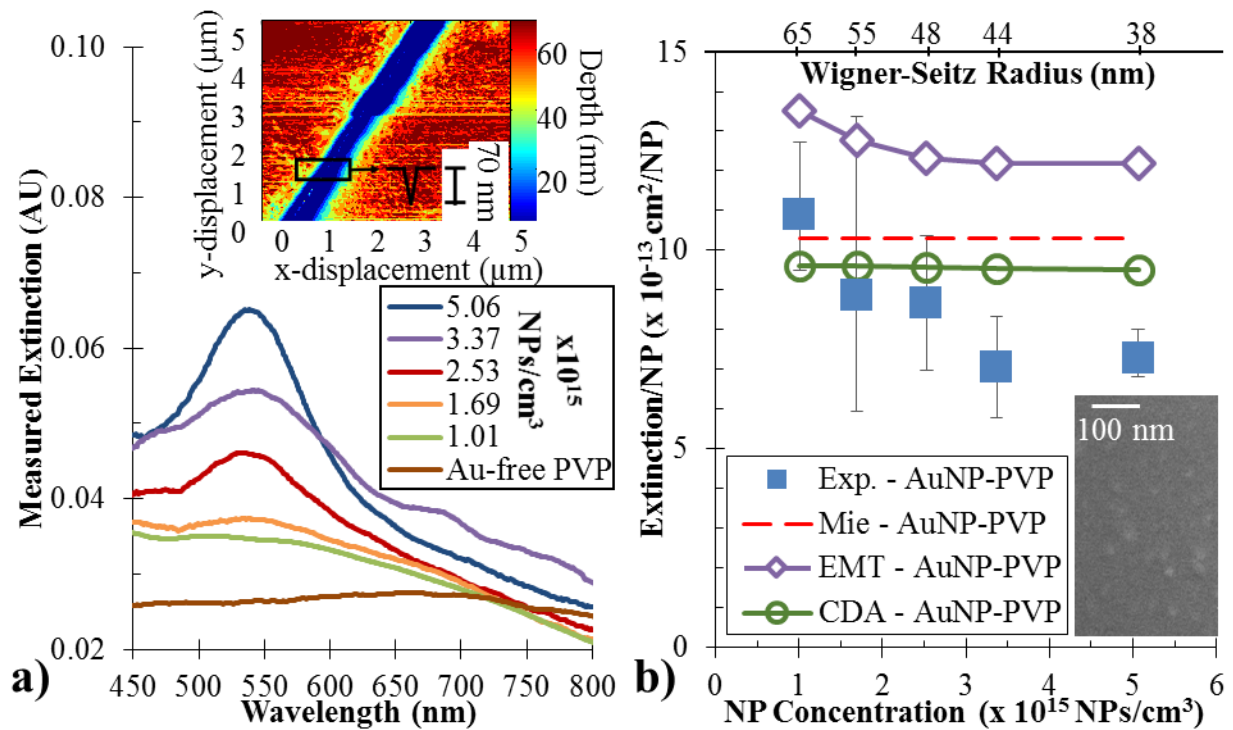 0.10
0.08
0.06
0.04
0.02
Measured Extinction (AU)
450 500 550 600 650 700 750 800
Wavelength (nm)
a)
y-displacement (µm)
5
4
3
2
1
0
0 1 2 3 4 5
x-displacement (µm)
70 nm
60
40
20
Depth (nm)
5.06
3.37
2.53
1.69
1.01
Au-free PVP
x10¹⁵
NPs/cm³
65 55 48 44 38
Wigner-Seitz Radius (nm)
15
10
5
0
Extinction/NP (x 10⁻¹³ cm²/NP)
Exp. - AuNP-PVP
Mie - AuNP-PVP
EMT - AuNP-PVP
CDA - AuNP-PVP
100 nm
0 1 2 3 4 5 6
NP Concentration (x 10¹⁵ NPs/cm³)
b)